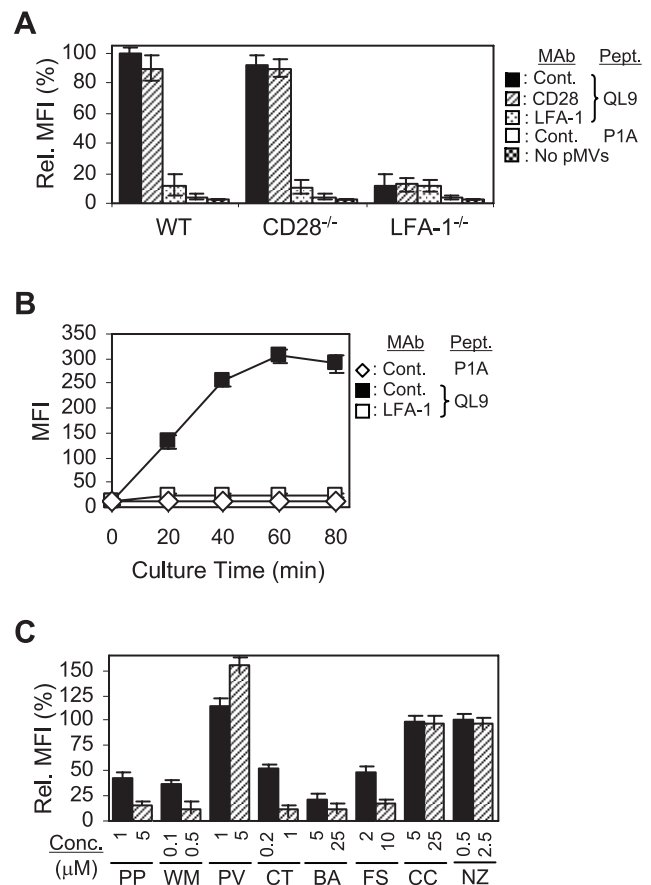 A
Rel. MFI (%)
100
80
60
40
20
0
WT CD28-/- LFA-1-/-
MAb Pept.
: Cont.
: CD28 QL9
: LFA-1
: Cont. P1A
: No pMVs
B
MFI
350
300
250
200
150
100
50
0
0 20 40 60 80
Culture Time (min)
MAb Pept.
: Cont. P1A
: Cont.
: LFA-1 QL9
C
Rel. MFI (%)
150
125
100
75
50
25
0
Conc. (μM)
1 5 0.1 0.5 1 5 0.2 1 5 25 2 10 5 25 0.5 2.5
PP WM PV CT BA FS CC NZ